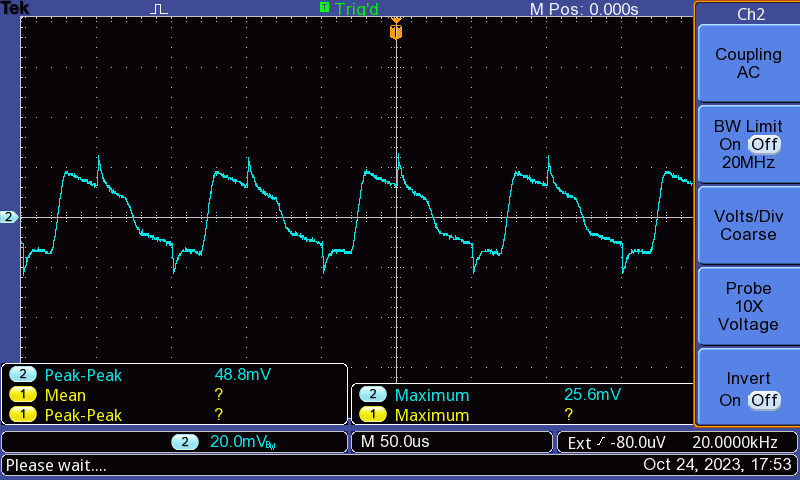 Tek T Trig'd M Pos: 0.000s Ch2
T
Coupling
AC
BW Limit
On Off
20MHz
2
Volts/Div
Coarse
Probe
10X
Voltage
Invert
On Off
2 Peak-Peak 48.8mV
1 Mean ?
1 Peak-Peak ?
2 Maximum 25.6mV
1 Maximum ?
2 20.0mVBW M 50.0us Ext -80.0uV 20.0000kHz
Please wait.... Oct 24, 2023, 17:53